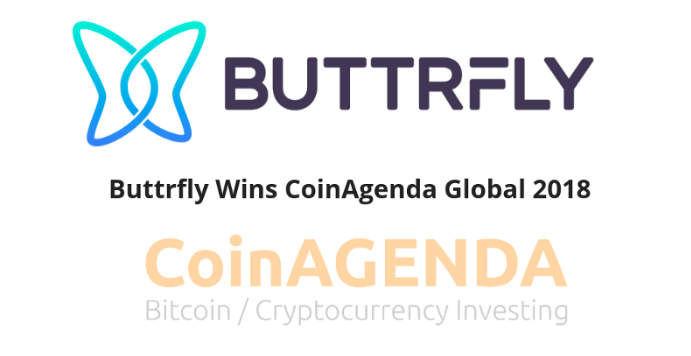 BUTTRFLY
Buttrfly Wins CoinAgenda Global 2018
CoinAGENDA
Bitcoin / Cryptocurrency Investing